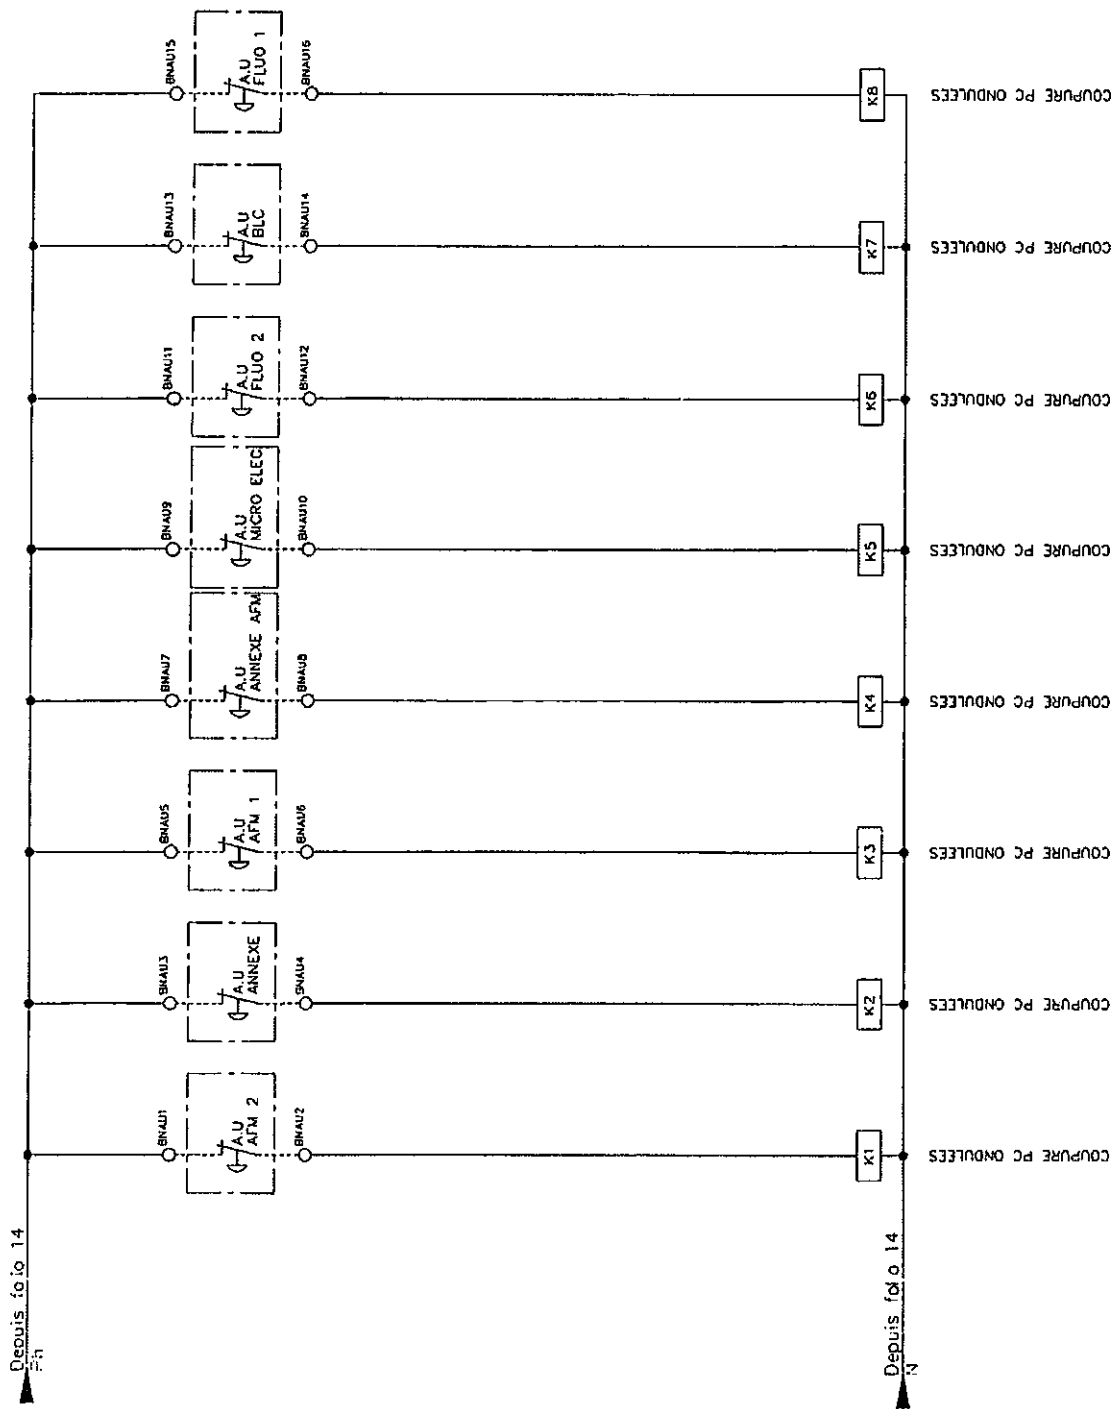 Depuis folio 14
Ph
BNAU1
A.U
AFM 2
BNAU2
K1
COUPURE PC ONDULEES
BNAU3
A.U
ANNEXE
BNAU4
K2
COUPURE PC ONDULEES
BNAU5
A.U
AFM 1
BNAU6
K3
COUPURE PC ONDULEES
BNAU7
A.U
ANNEXE AFM
BNAU8
K4
COUPURE PC ONDULEES
BNAU9
A.U
MICRO ELEC
BNAU10
K5
COUPURE PC ONDULEES
BNAU11
A.U
FLUO 2
BNAU12
K6
COUPURE PC ONDULEES
BNAU13
A.U
BLC
BNAU14
K7
COUPURE PC ONDULEES
BNAU15
A.U
FLUO 1
BNAU16
K8
COUPURE PC ONDULEES
Depuis folio 14
N